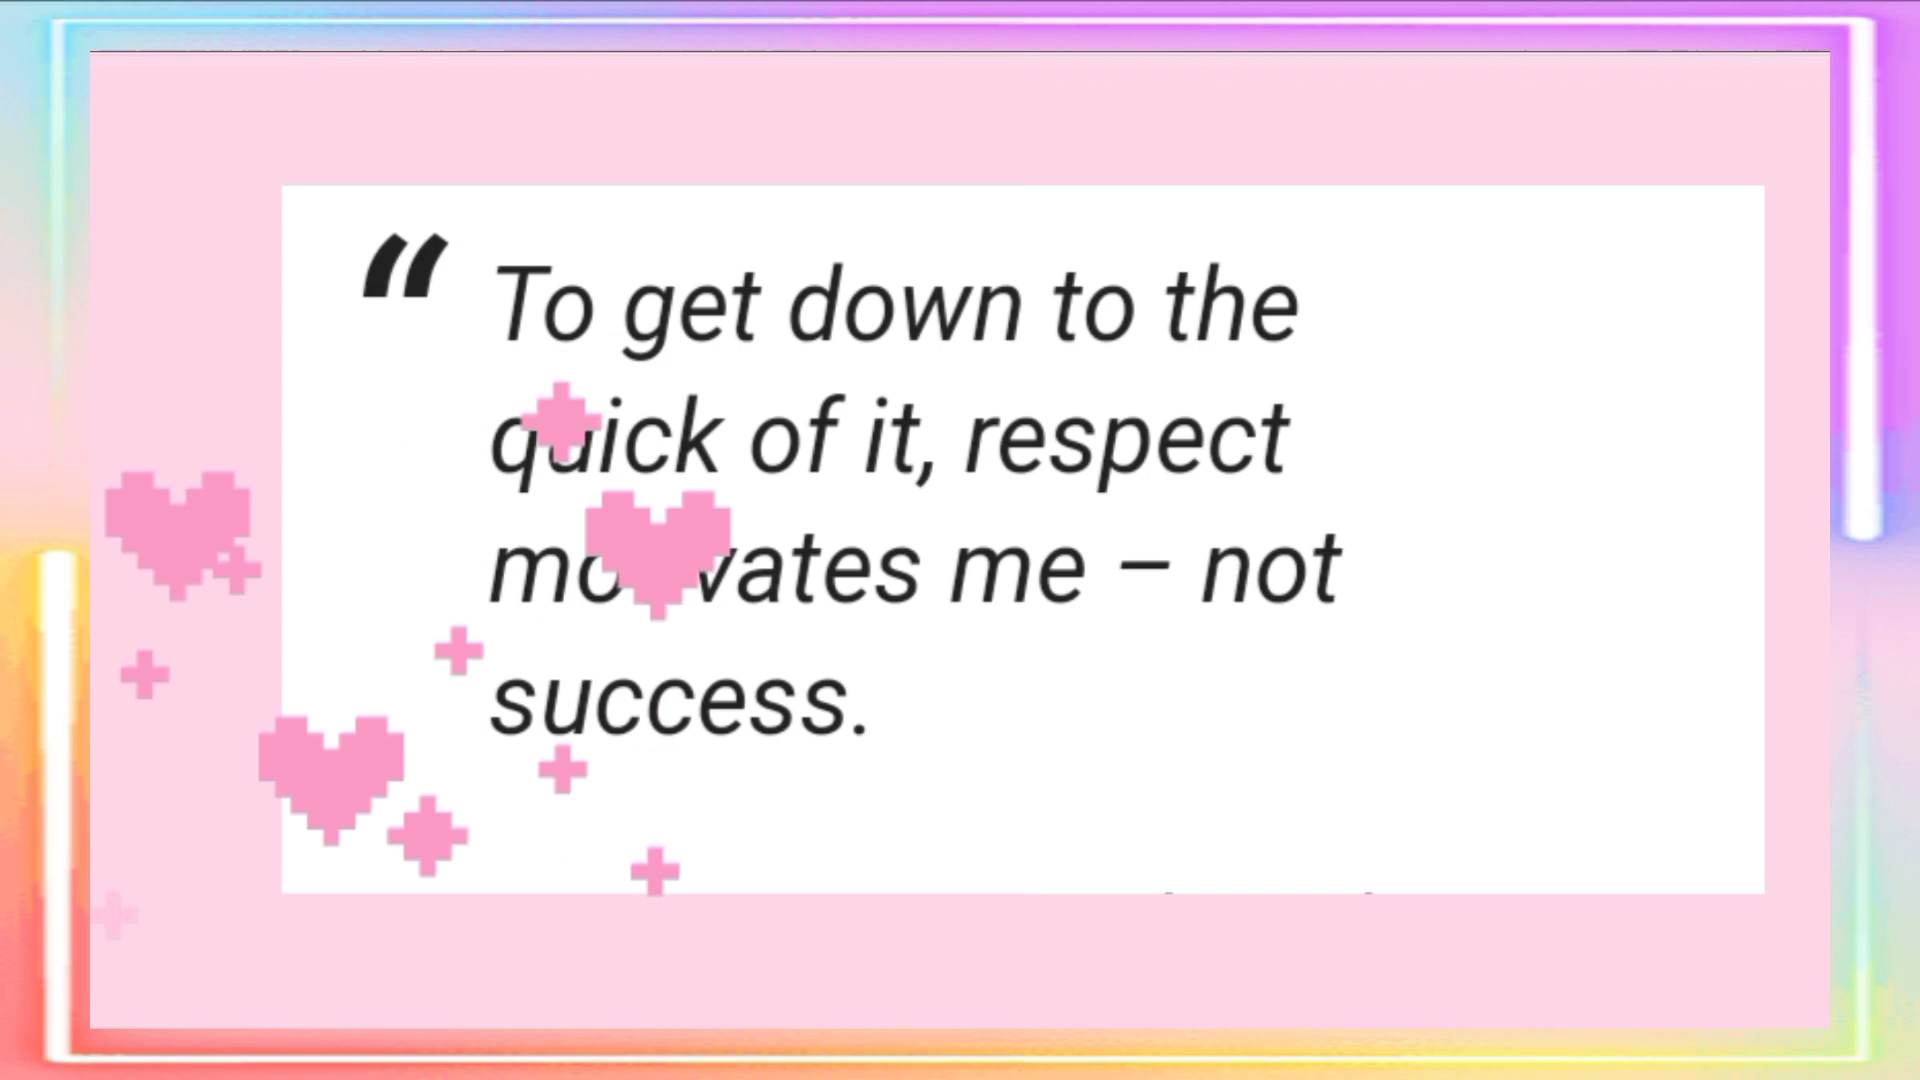 “ To get down to the
quick of it, respect
motivates me – not
success.